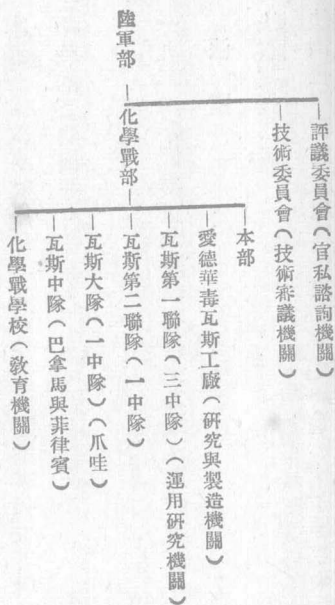 陸軍部
評議委員會(官私諮詢機關)
技術委員會(技術審議機關)
化學戰部
本部
愛德華毒瓦斯工廠(研究與製造機關)
瓦斯第一聯隊(三中隊)(運用研究機關)
瓦斯第二聯隊(一中隊)
瓦斯大隊(一中隊)(爪哇)
瓦斯中隊(巴拿馬與菲律賓)
化學戰學校(教育機關)